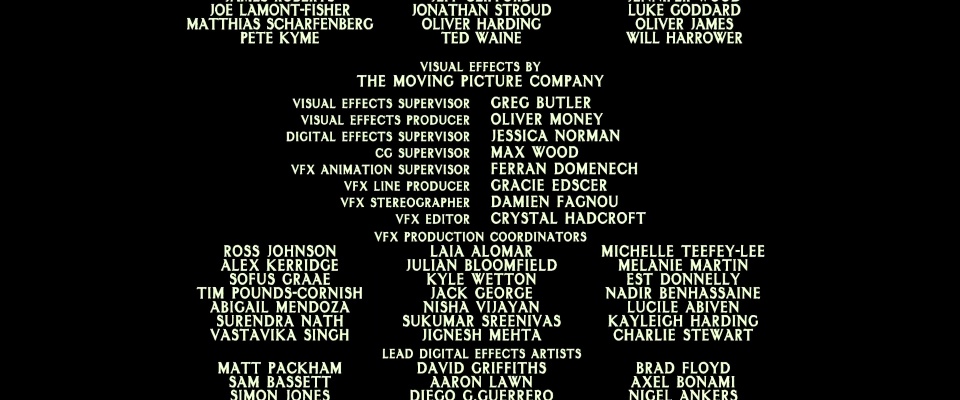 JOE LAMONT-FISHER JONATHAN STROUD LUKE GODDARD
MATTHIAS SCHARFENBERG OLIVER HARDING OLIVER JAMES
PETE KYME TED WAINE WILL HARROWER
VISUAL EFFECTS BY
THE MOVING PICTURE COMPANY
VISUAL EFFECTS SUPERVISOR GREG BUTLER
VISUAL EFFECTS PRODUCER OLIVER MONEY
DIGITAL EFFECTS SUPERVISOR JESSICA NORMAN
CG SUPERVISOR MAX WOOD
VFX ANIMATION SUPERVISOR FERRAN DOMENECH
VFX LINE PRODUCER GRACIE EDSCER
VFX STEREOGRAPHER DAMIEN FAGNOU
VFX EDITOR CRYSTAL HADCROFT
VFX PRODUCTION COORDINATORS
ROSS JOHNSON LAIA ALOMAR MICHELLE TEEFEY-LEE
ALEX KERRIDGE JULIAN BLOOMFIELD MELANIE MARTIN
SOFUS GRAAE KYLE WETTON EST DONNELLY
TIM POUNDS-CORNISH JACK GEORGE NADIR BENHASSAINE
ABIGAIL MENDOZA NISHA VIJAYAN LUCILE ABIVEN
SURENDRA NATH SUKUMAR SREENIVAS KAYLEIGH HARDING
VASTAVIKA SINGH JIGNESH MEHTA CHARLIE STEWART
LEAD DIGITAL EFFECTS ARTISTS
MATT PACKHAM DAVID GRIFFITHS BRAD FLOYD
SAM BASSETT AARON LAWN AXEL BONAMI
SIMON JONES DIEGO G.GUERRERO NIGEL ANKERS